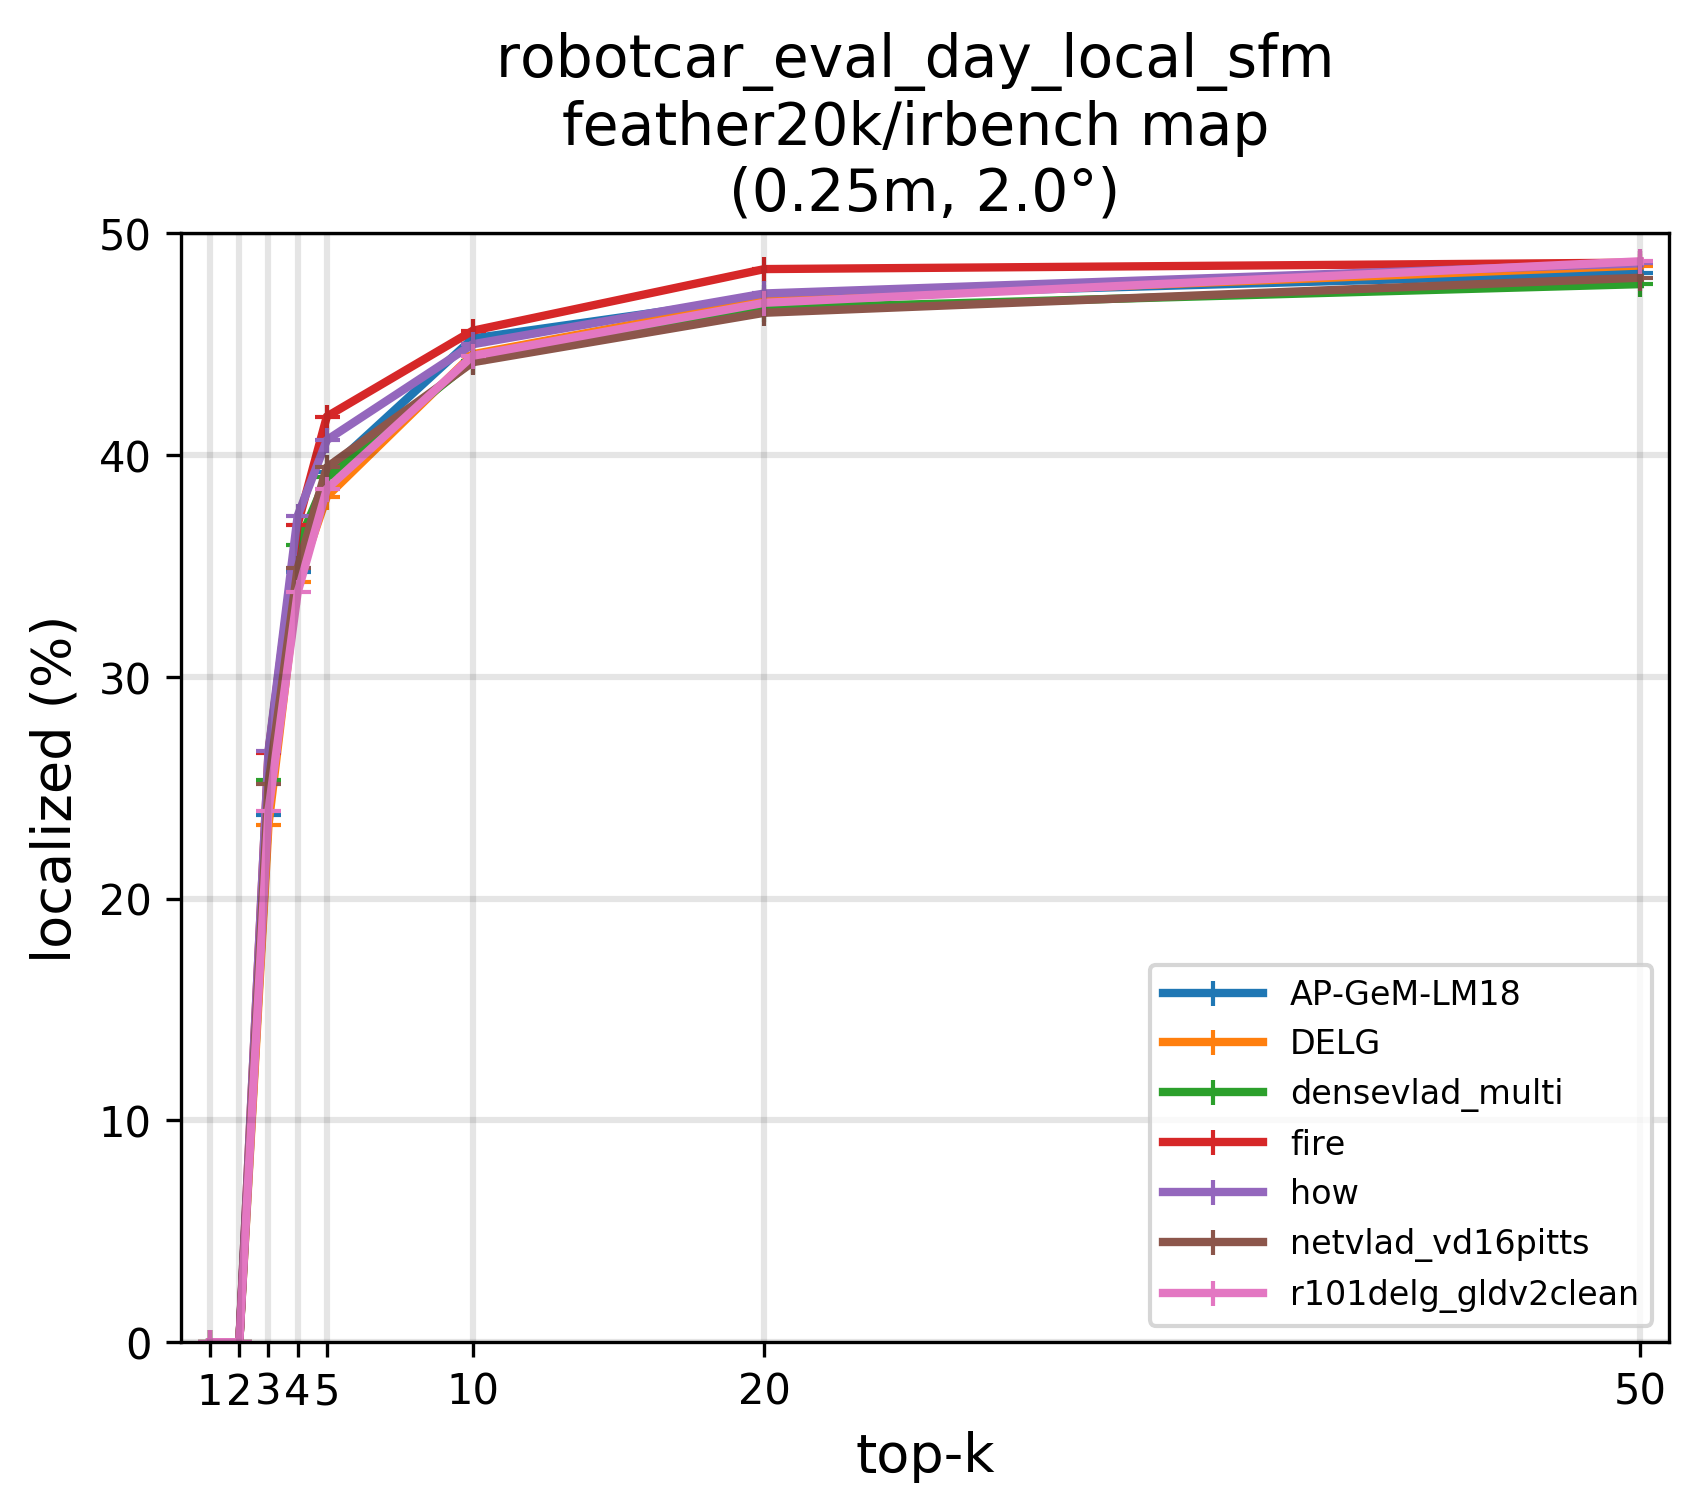 robotcar_eval_day_local_sfm
feather20k/irbench map
(0.25m, 2.0°)
50
40
30
20
10
0
localized (%)
AP-GeM-LM18
DELG
densevlad_multi
fire
how
netvlad_vd16pitts
r101delg_gldv2clean
1 2 3 4 5 10 20 50
top-k